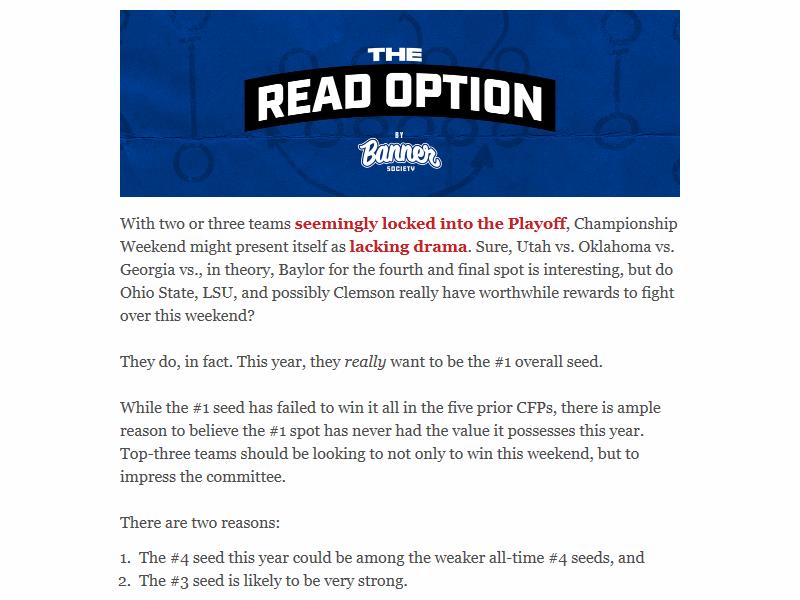 THE
READ OPTION
BY
Banner
SOCIETY
With two or three teams seemingly locked into the Playoff, Championship
Weekend might present itself as lacking drama. Sure, Utah vs. Oklahoma vs.
Georgia vs., in theory, Baylor for the fourth and final spot is interesting, but do
Ohio State, LSU, and possibly Clemson really have worthwhile rewards to fight
over this weekend?
They do, in fact. This year, they really want to be the #1 overall seed.
While the #1 seed has failed to win it all in the five prior CFPs, there is ample
reason to believe the #1 spot has never had the value it possesses this year.
Top-three teams should be looking to not only to win this weekend, but to
impress the committee.
There are two reasons:
1. The #4 seed this year could be among the weaker all-time #4 seeds, and
2. The #3 seed is likely to be very strong.